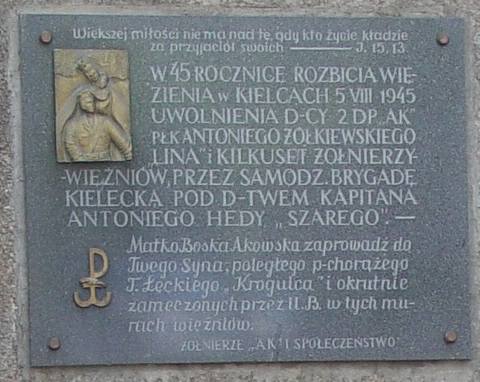 Większej miłości nie ma nad tę, gdy kto życie kładzie
za przyjaciół swoich — J. 15, 13
W 45 ROCZNICĘ ROZBICIA WIĘ-
ZIENIA W KIELCACH 5 VIII 1945
UWOLNIENIA D-CY 2 DP „AK”
PŁK ANTONIEGO ŻÓŁKIEWSKIEGO
„LINA” i KILKUSET ŻOŁNIERZY-
-WIĘŹNIÓW, PRZEZ SAMODZ. BRYGADĘ
KIELECKĄ POD D-TWEM KAPITANA
ANTONIEGO HEDY „SZAREGO”. —
Matko Boska Akowska zaprowadź do
Twego Syna, poległego p-chorążego
T. Łęckiego „Krogulca” i okrutnie
zameczonych przez U.B. w tych mu-
rach więźniów.
ŻOŁNIERZE „AK” I SPOŁECZEŃSTWO